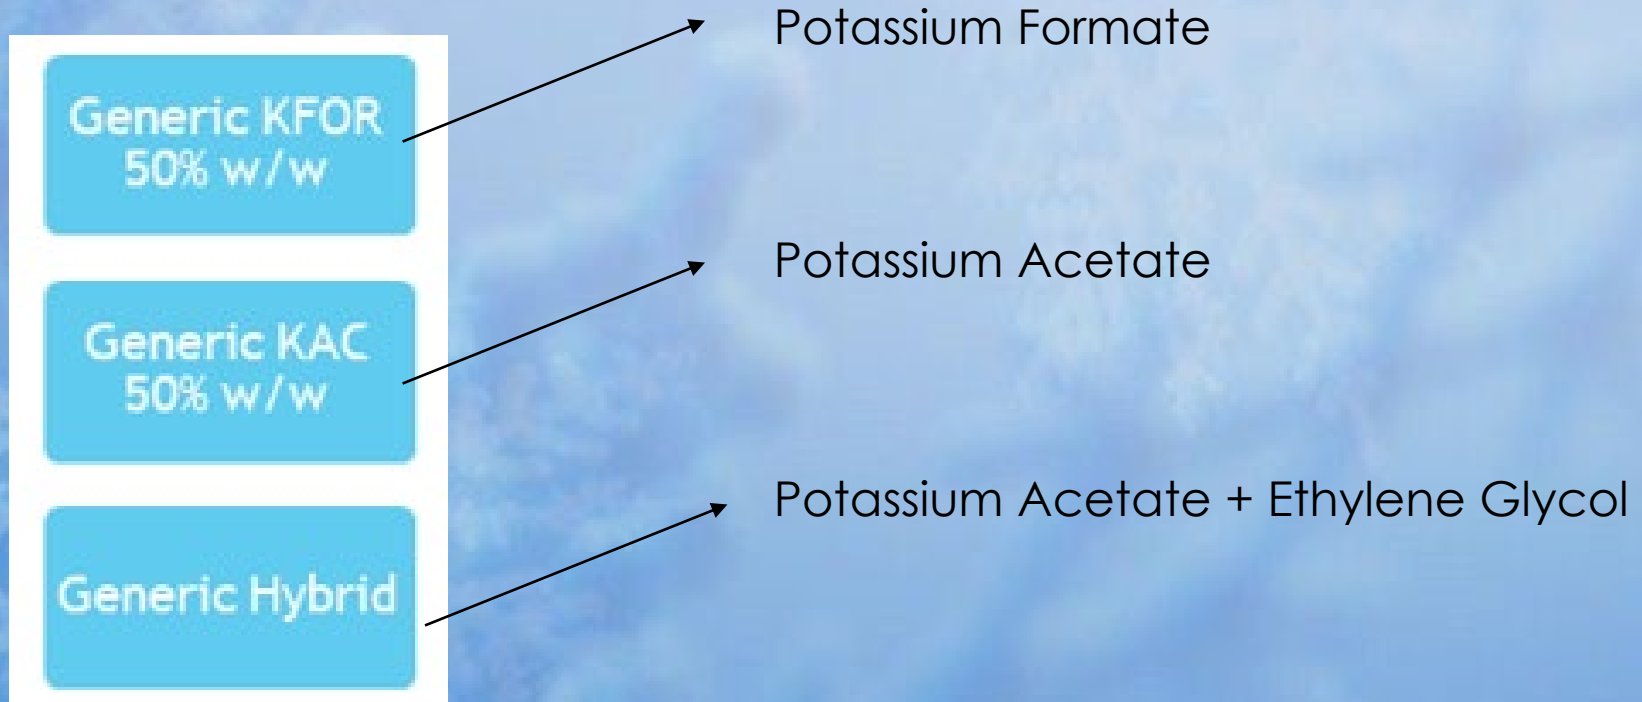 Potassium Formate
Generic KFOR
50% w/w
Potassium Acetate
Generic KAC
50% w/w
Potassium Acetate + Ethylene Glycol
Generic Hybrid